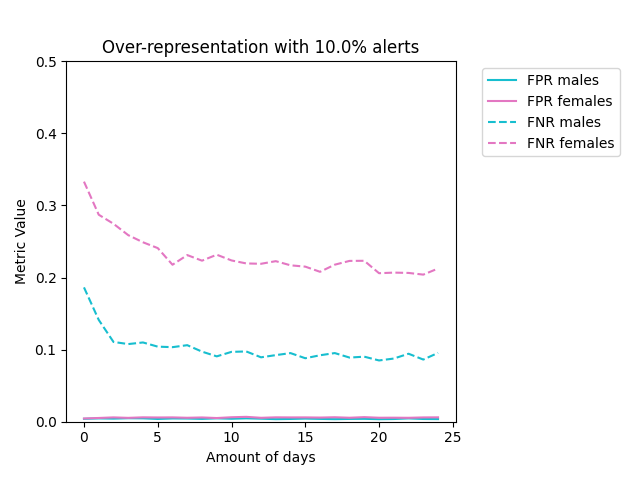 Over-representation with 10.0% alerts
FPR males
FPR females
FNR males
FNR females
Metric Value
0.5
0.4
0.3
0.2
0.1
0.0
0 5 10 15 20 25
Amount of days